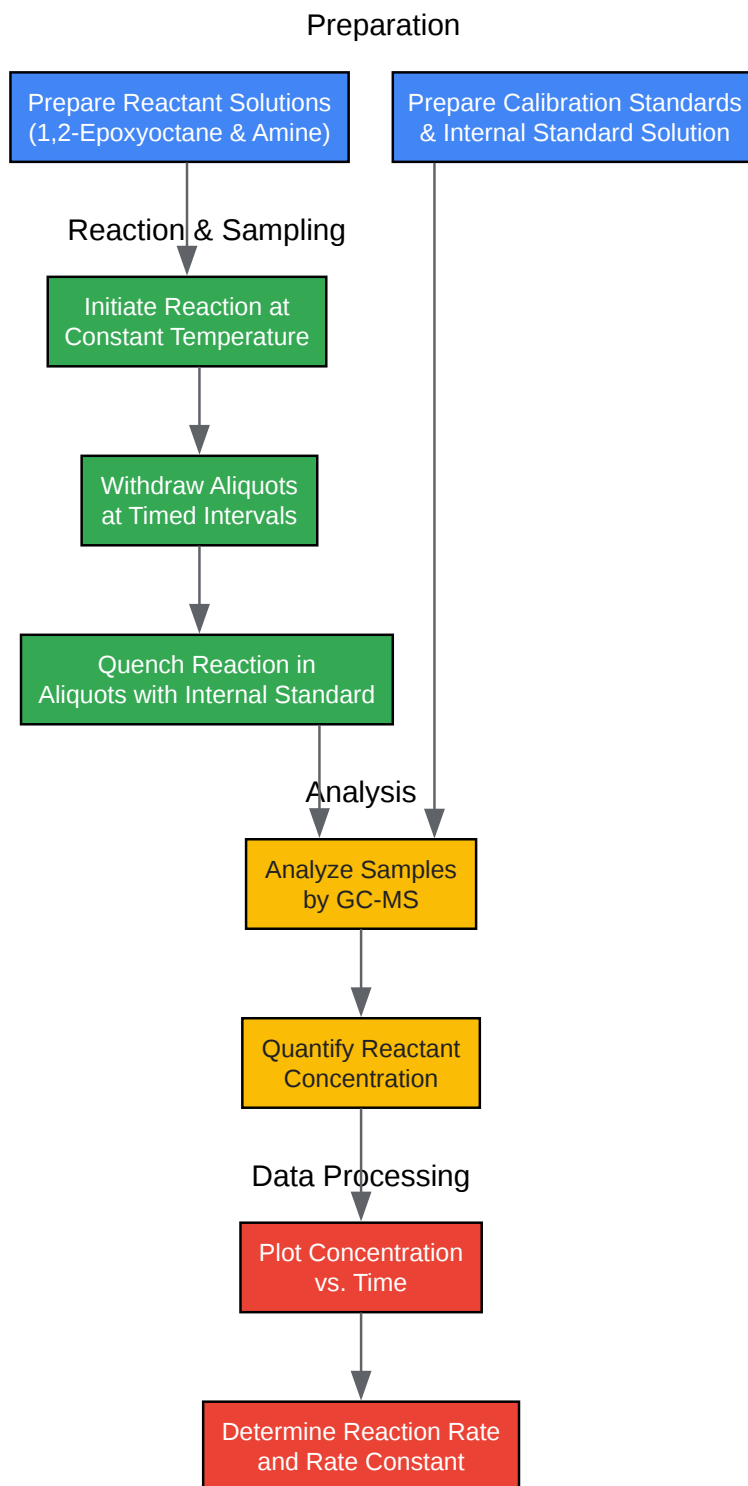 Preparation
Prepare Reactant Solutions
(1,2-Epoxyoctane & Amine)
Prepare Calibration Standards
& Internal Standard Solution
Reaction & Sampling
Initiate Reaction at
Constant Temperature
Withdraw Aliquots
at Timed Intervals
Quench Reaction in
Aliquots with Internal Standard
Analysis
Analyze Samples
by GC-MS
Quantify Reactant
Concentration
Data Processing
Plot Concentration
vs. Time
Determine Reaction Rate
and Rate Constant